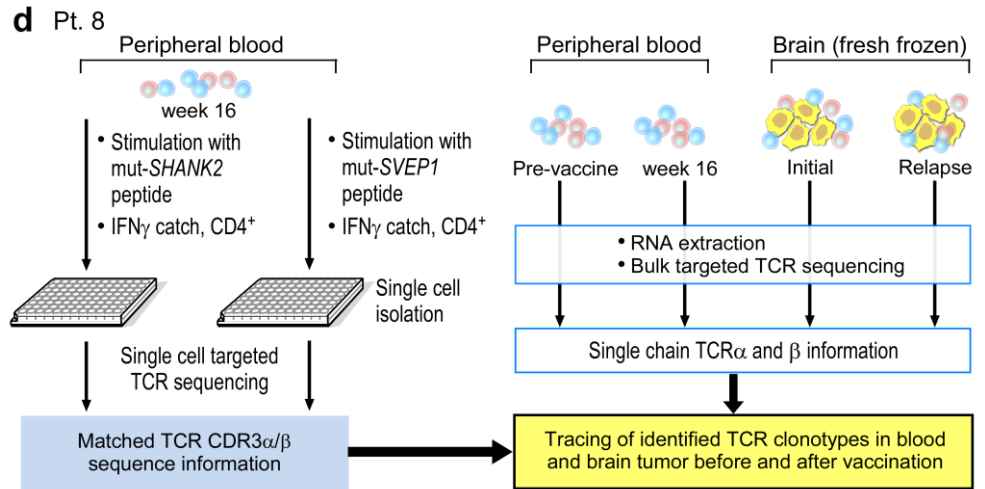 d Pt. 8
Peripheral blood
week 16
• Stimulation with
mut-SHANK2
peptide
• IFNγ catch, CD4⁺
• Stimulation with
mut-SVEP1
peptide
• IFNγ catch, CD4⁺
Single cell
isolation
Single cell targeted
TCR sequencing
Matched TCR CDR3α/β
sequence information
Peripheral blood
Brain (fresh frozen)
Pre-vaccine
week 16
Initial
Relapse
• RNA extraction
• Bulk targeted TCR sequencing
Single chain TCRα and β information
Tracing of identified TCR clonotypes in blood
and brain tumor before and after vaccination